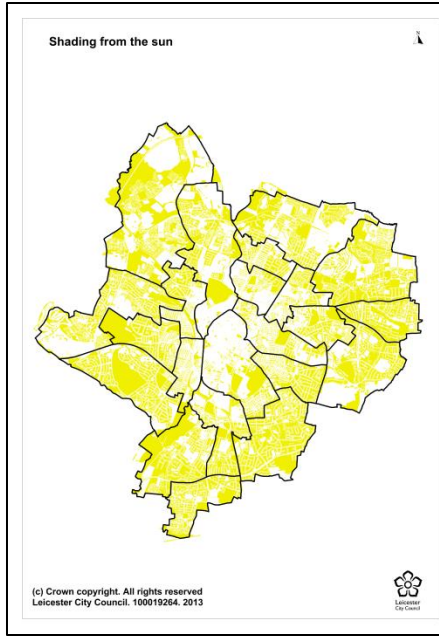 Shading from the sun
N
(c) Crown copyright. All rights reserved
Leicester City Council. 100019264. 2013
Leicester
City Council